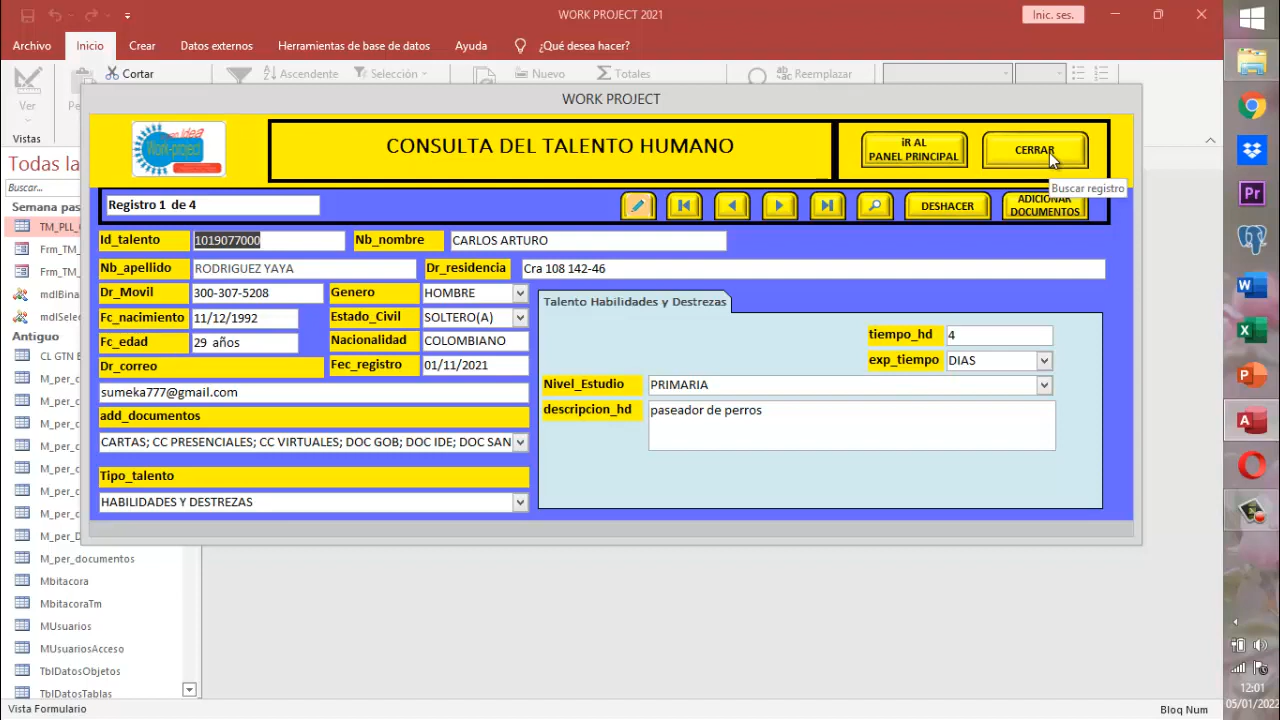 WORK PROJECT 2021
Inic. ses.
Archivo Inicio Crear Datos externos Herramientas de base de datos Ayuda ¿Qué desea hacer?
Cortar Ascendente Selección Nuevo Totales Reemplazar
Ver
Vistas
WORK PROJECT
Work-project
CONSULTA DEL TALENTO HUMANO
iR AL
PANEL PRINCIPAL
CERRAR
Buscar registro
Registro 1 de 4
DESHACER
ADICIONAR
DOCUMENTOS
Id_talento 1019077000 Nb_nombre CARLOS ARTURO
Nb_apellido RODRIGUEZ YAYA Dr_residencia Cra 108 142-46
Dr_Movil 300-307-5208 Genero HOMBRE
Fc_nacimiento 11/12/1992 Estado_Civil SOLTERO(A)
Fc_edad 29 años Nacionalidad COLOMBIANO
Dr_correo Fec_registro 01/11/2021
sumeka777@gmail.com
add_documentos
CARTAS; CC PRESENCIALES; CC VIRTUALES; DOC GOB; DOC IDE; DOC SAN
Tipo_talento
HABILIDADES Y DESTREZAS
Talento Habilidades y Destrezas
tiempo_hd 4
exp_tiempo DIAS
Nivel_Estudio PRIMARIA
descripcion_hd paseador de perros
Todas la
Buscar...
Semana pas
TM_PLL_
Frm_TM_
Frm_TM_
mdlBina
mdlSelec
Antiguo
CL GTN E
M_per_c
M_per_c
M_per_c
M_per_c
M_per_c
M_per_c
M_per_c
M_per_D
M_per_documentos
Mbitacora
MbitacoraTm
MUsuarios
MUsuariosAcceso
TblDatosObjetos
TblDatosTablas
Vista Formulario
Bloq Num
Pr
12:01
05/01/2022